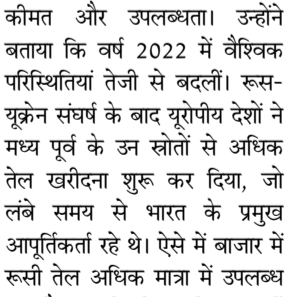 कीमत और उपलब्धता। उन्होंने
बताया कि वर्ष 2022 में वैश्विक
परिस्थितियां तेजी से बदलीं। रूस-
यूक्रेन संघर्ष के बाद यूरोपीय देशों ने
मध्य पूर्व के उन स्रोतों से अधिक
तेल खरीदना शुरू कर दिया, जो
लंबे समय से भारत के प्रमुख
आपूर्तिकर्ता रहे थे। ऐसे में बाजार में
रूसी तेल अधिक मात्रा में उपलब्ध